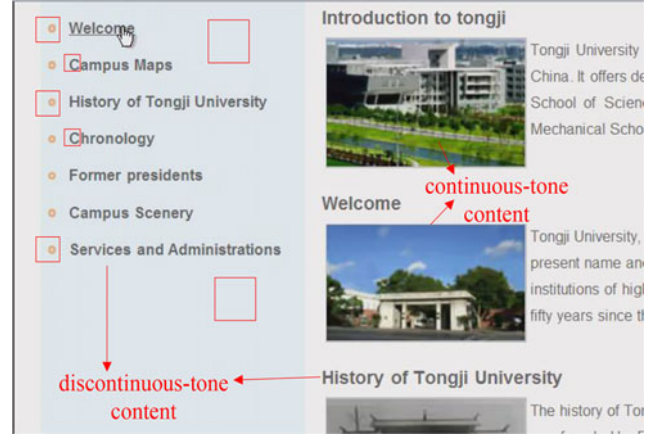 Welcome
Campus Maps
History of Tongji University
Chronology
Former presidents
Campus Scenery
Services and Administrations
discontinuous-tone
content
Introduction to tongji
Tongji University
China. It offers de
School of Scien
Mechanical Scho
continuous-tone
content
Welcome
Tongji University,
present name and
institutions of hig
fifty years since th
History of Tongji University
The history of Ton